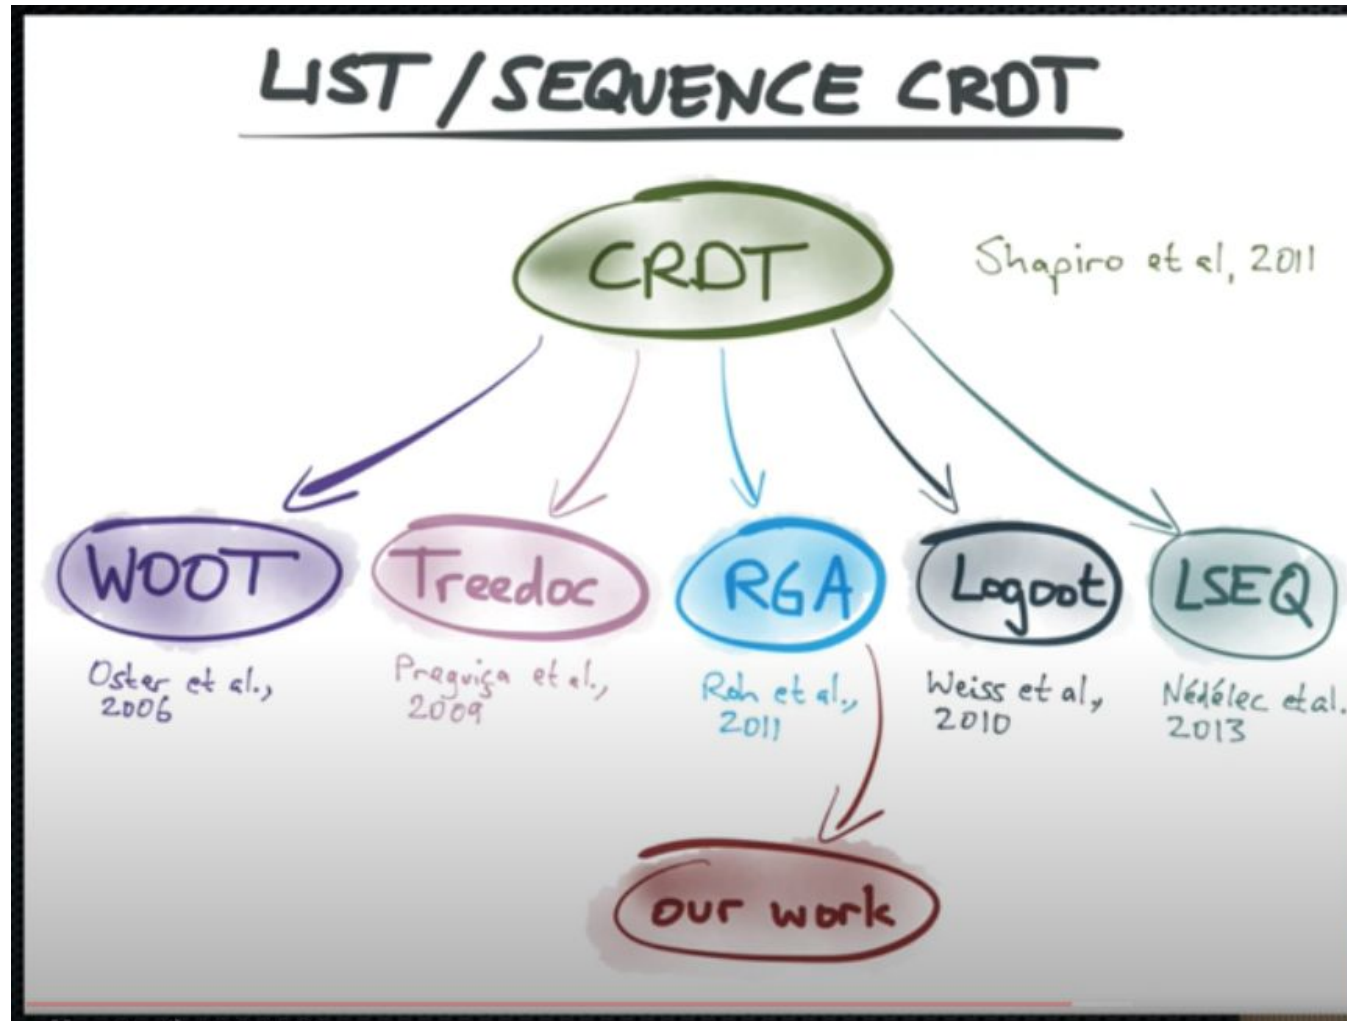 LIST / SEQUENCE CRDT
CRDT
Shapiro et al, 2011
WOOT
Treedoc
RGA
Logoot
LSEQ
Oster et al.,
2006
Preguiça et al.,
2009
Roh et al.,
2011
Weiss et al.,
2010
Nédélec et al.
2013
our work